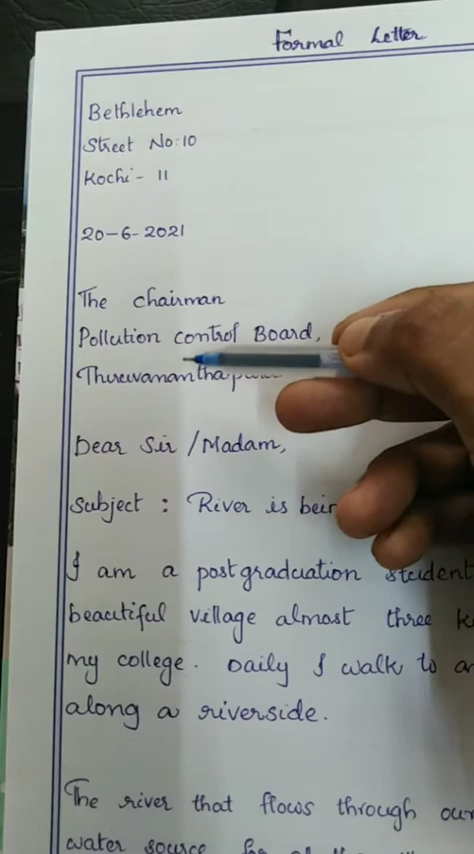 Formal Letter
Bethlehem
Street No:10
Kochi - 11
20-6-2021
The chairman
Pollution control Board,
Dear Sir / Madam,
Subject : River is
I am a postgraduation student
beautiful village almost three
my college. Daily I walk to
along a riverside.
The river that flows through our
water source